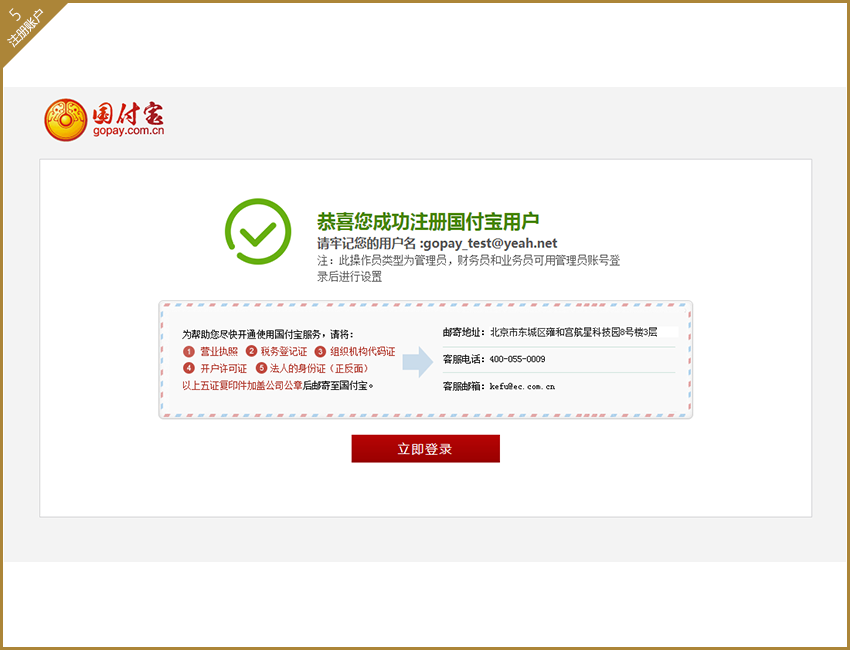 5
注册账户
国付宝
gopay.com.cn
恭喜您成功注册国付宝用户
请牢记您的用户名 :gopay_test@yeah.net
注：此操作员类型为管理员，财务员和业务员可用管理员账号登
录后进行设置
为帮助您尽快开通使用国付宝服务，请将：
1 营业执照 2 税务登记证 3 组织机构代码证
4 开户许可证 5 法人的身份证（正反面）
以上五证复印件加盖公司公章后邮寄至国付宝。
邮寄地址：北京市东城区雍和宫航星科技园8号楼3层
客服电话：400-055-0009
客服邮箱：kefu@ec.com.cn
立即登录